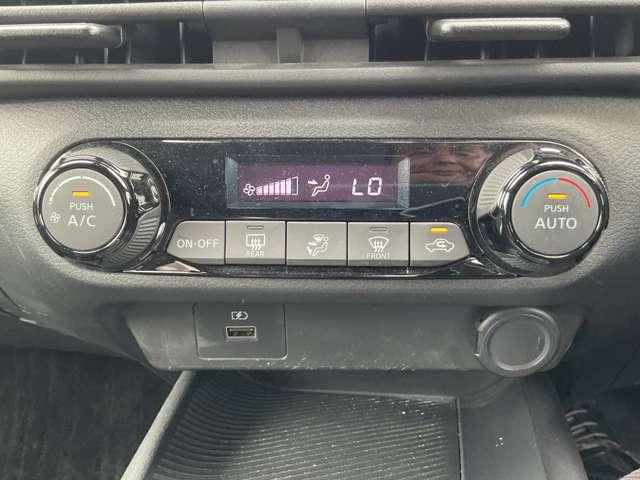 LO
PUSH
A/C
PUSH
AUTO
ON·OFF
REAR
FRONT